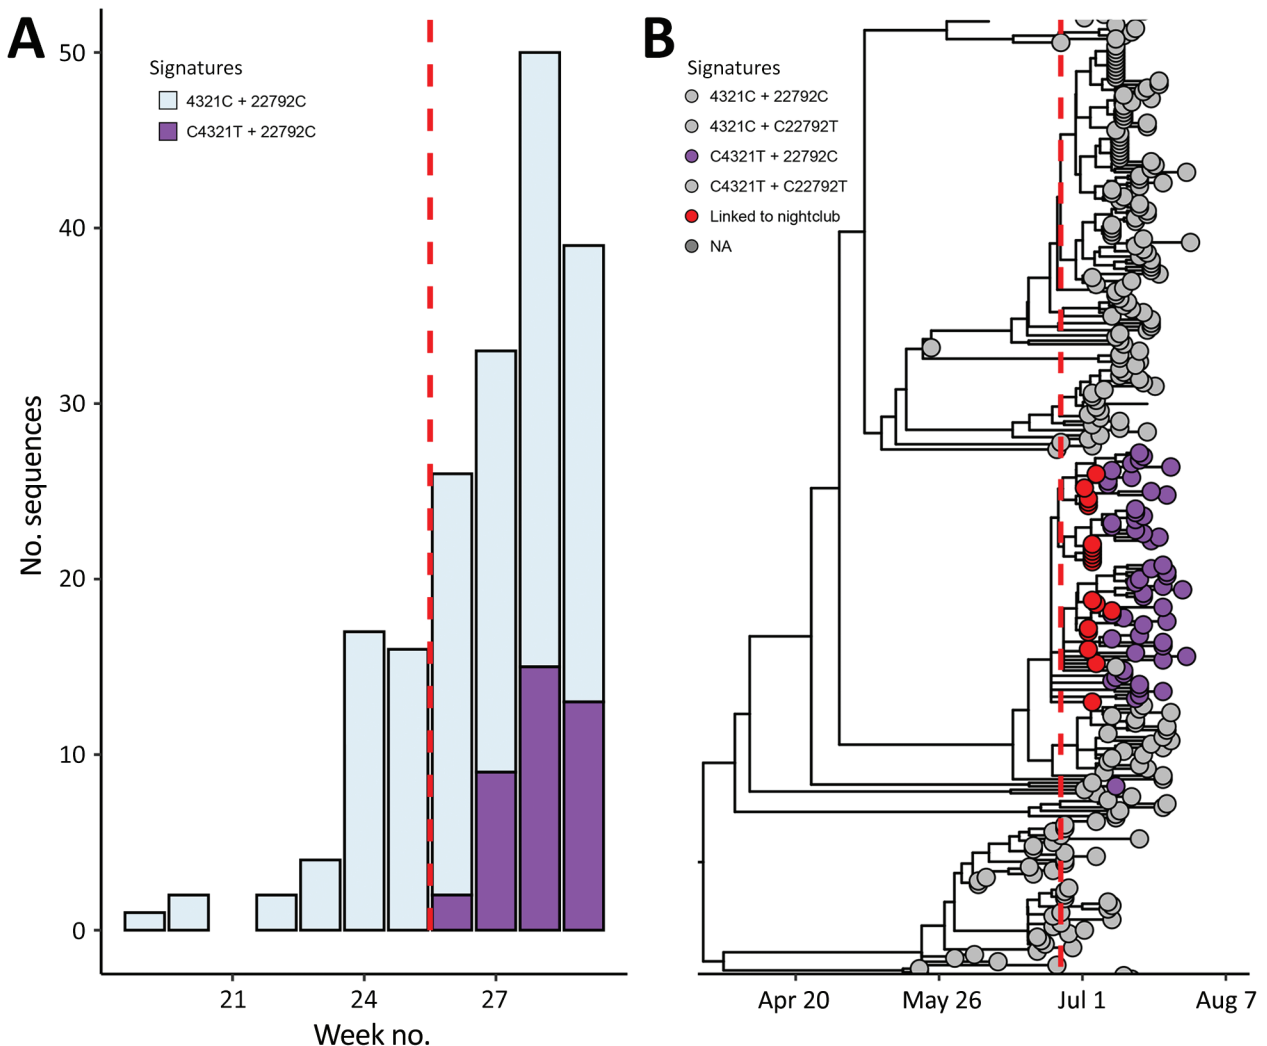 A
Signatures
4321C + 22792C
C4321T + 22792C
50
40
30
20
10
0
No. sequences
21
24
27
Week no.
B
Signatures
4321C + 22792C
4321C + C22792T
C4321T + 22792C
C4321T + C22792T
Linked to nightclub
NA
Apr 20
May 26
Jul 1
Aug 7